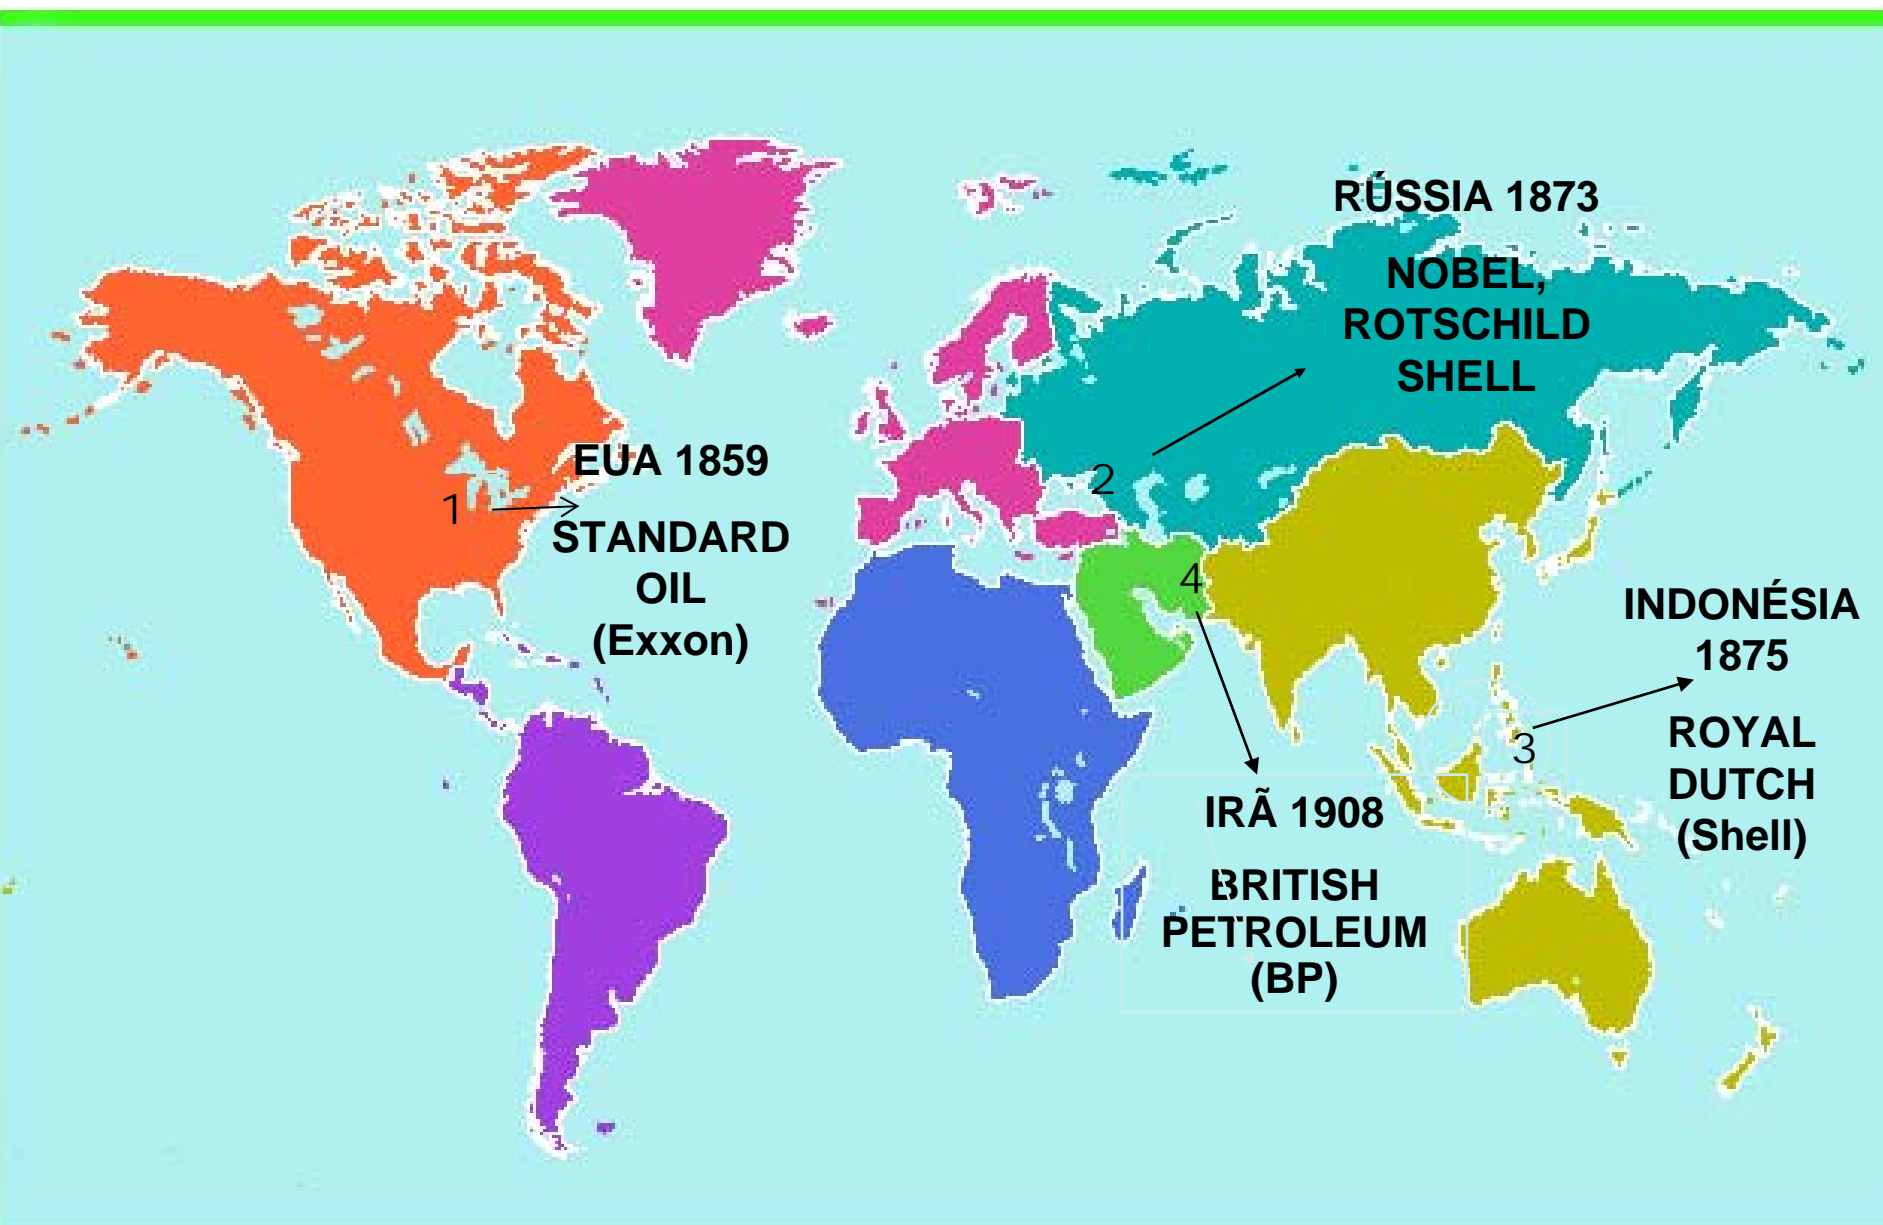 RÚSSIA 1873
NOBEL,
ROTSCHILD
SHELL
2
EUA 1859
1
STANDARD
OIL
(Exxon)
4
INDONÉSIA
1875
3
ROYAL
DUTCH
(Shell)
IRÃ 1908
BRITISH
PETROLEUM
(BP)